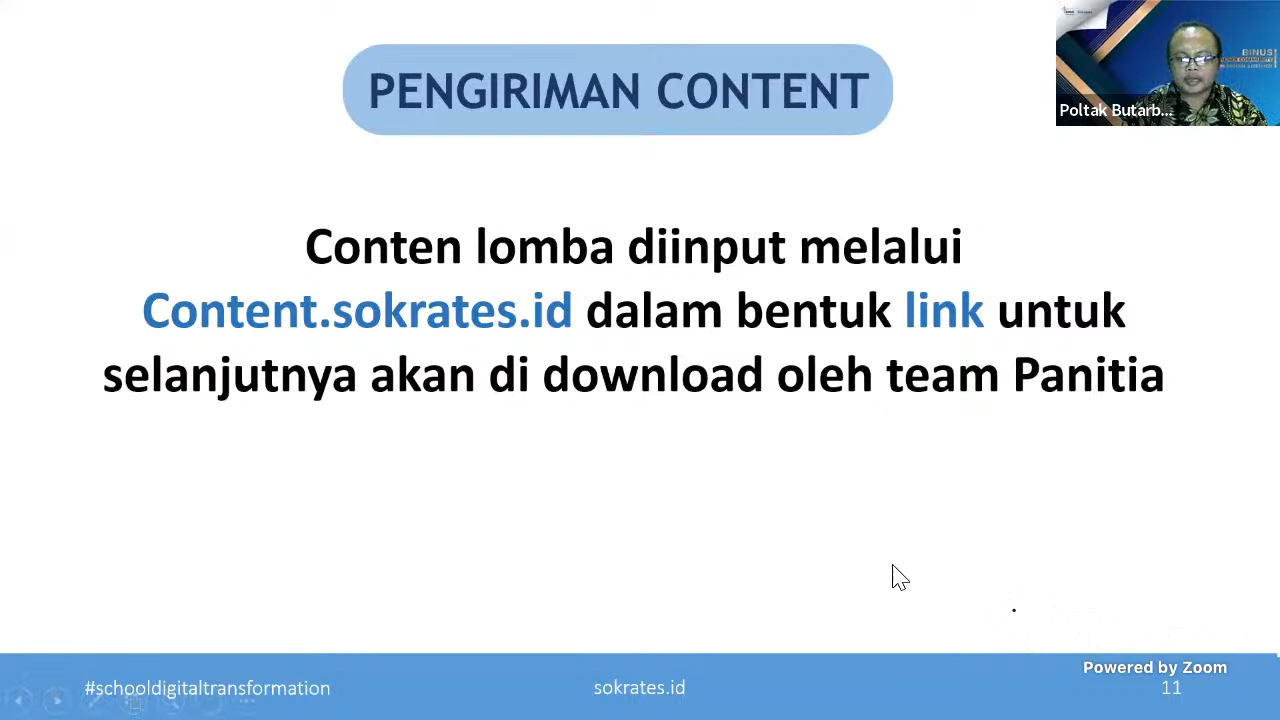 PENGIRIMAN CONTENT
BINUS
Poltak Butarb...
Conten lomba diinput melalui
Content.sokrates.id dalam bentuk link untuk
selanjutnya akan di download oleh team Panitia
Powered by Zoom
#schooldigitaltransformation
sokrates.id
11